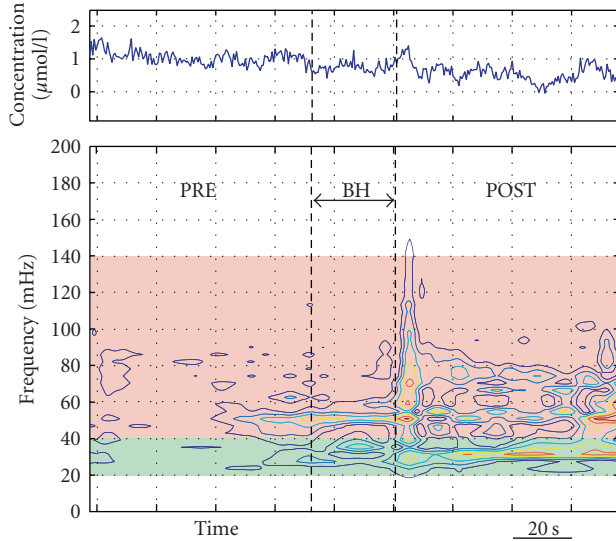 Concentration
(μmol/l)
2
1
0
200
180
160
140
120
100
80
60
40
20
0
Frequency (mHz)
PRE
BH
POST
Time
20 s